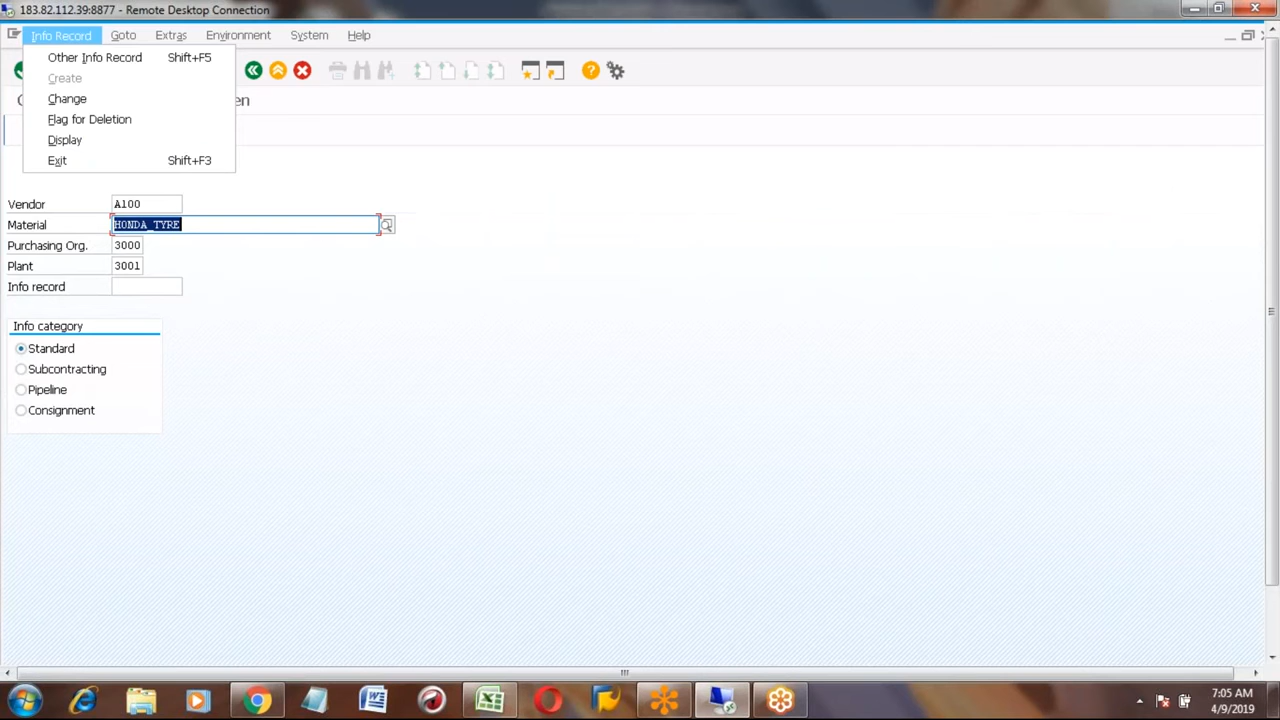 183.82.112.39:8877 - Remote Desktop Connection
Info Record Goto Extras Environment System Help
Other Info Record Shift+F5
Create
Change
en
Flag for Deletion
Display
Exit Shift+F3
Vendor A100
Material HONDA_TYRE
Purchasing Org. 3000
Plant 3001
Info record
Info category
Standard
Subcontracting
Pipeline
Consignment
7:05 AM
4/9/2019